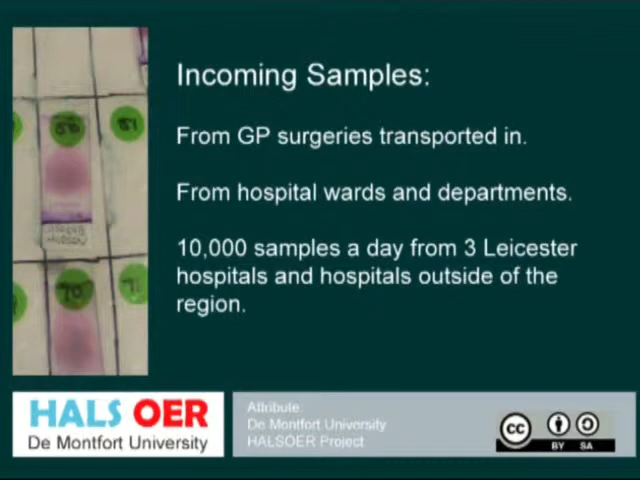 Incoming Samples:
From GP surgeries transported in.
From hospital wards and departments.
10,000 samples a day from 3 Leicester
hospitals and hospitals outside of the
region.
HALS OER
De Montfort University
Attribute:
De Montfort University
HALSOER Project
cc
BY SA